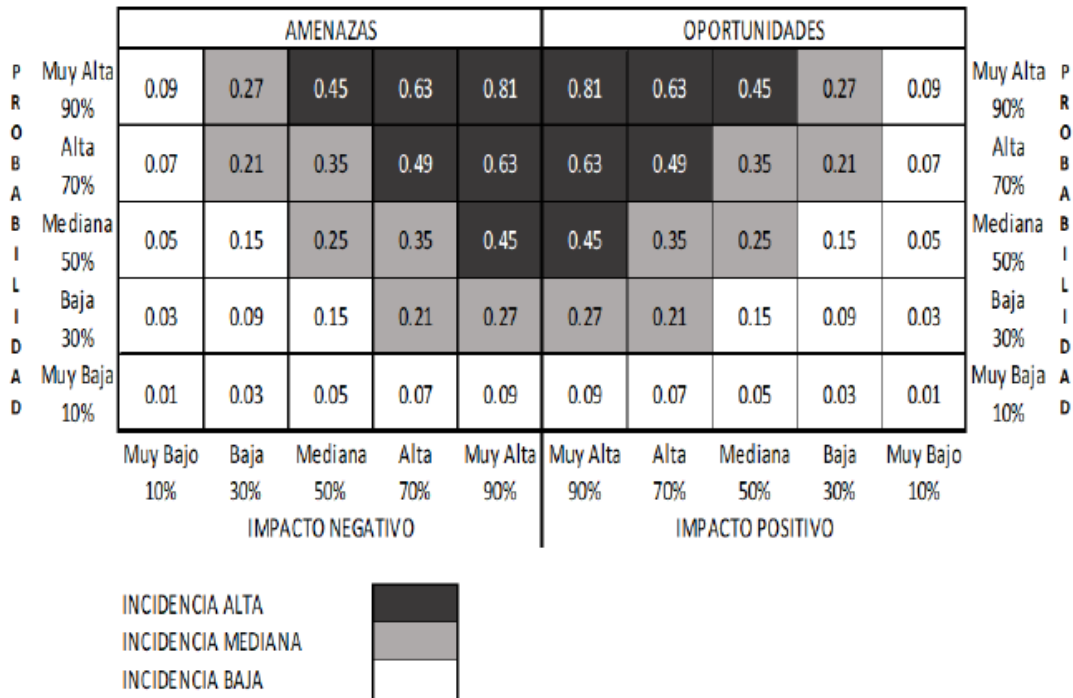 AMENAZAS OPORTUNIDADES
PROBABILIDAD
Muy Alta 90% 0.09 0.27 0.45 0.63 0.81 0.81 0.63 0.45 0.27 0.09 Muy Alta 90%
Alta 70% 0.07 0.21 0.35 0.49 0.63 0.63 0.49 0.35 0.21 0.07 Alta 70%
Mediana 50% 0.05 0.15 0.25 0.35 0.45 0.45 0.35 0.25 0.15 0.05 Mediana 50%
Baja 30% 0.03 0.09 0.15 0.21 0.27 0.27 0.21 0.15 0.09 0.03 Baja 30%
Muy Baja 10% 0.01 0.03 0.05 0.07 0.09 0.09 0.07 0.05 0.03 0.01 Muy Baja 10%
PROBABILIDAD
Muy Bajo Baja Mediana Alta Muy Alta Muy Alta Alta Mediana Baja Muy Bajo
10% 30% 50% 70% 90% 90% 70% 50% 30% 10%
IMPACTO NEGATIVO IMPACTO POSITIVO
INCIDENCIA ALTA
INCIDENCIA MEDIANA
INCIDENCIA BAJA